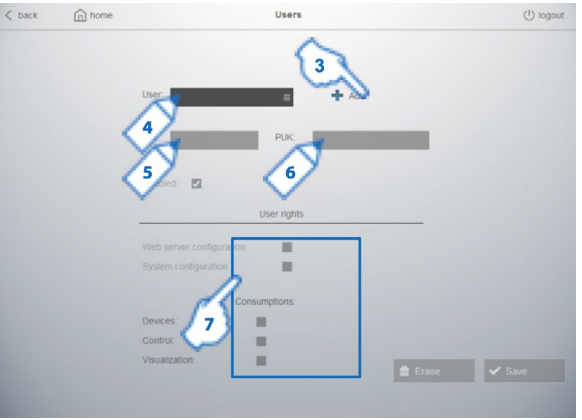 back home Users logout
3
User: Add
4
PUK:
5 6
User rights
Web server configuration
System configuration
Consumptions:
Devices:
7
Control:
Visualization:
Erase Save